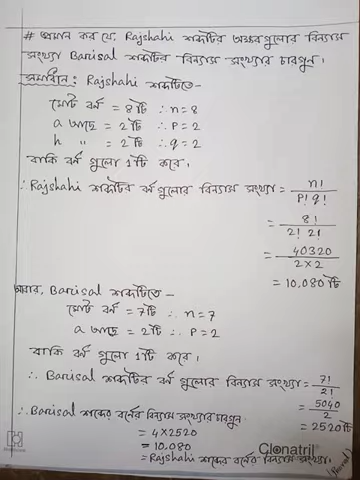 # প্রমান কর যে, Rajshahi শব্দটির অক্ষরগুলোর বিন্যাস
সংখ্যা Barisal শব্দটির বিন্যাস সংখ্যার চারগুন।
সমাধান: Rajshahi শব্দটিতে-
মোট বর্ন = 8টি ∴ n = 8
a আছে = 2টি ∴ P = 2
h " = 2টি ∴ q = 2
বাকি বর্ন গুলো 1টি করে।
∴ Rajshahi শব্দটির বর্ন গুলোর বিন্যাস সংখ্যা = n! / P! q!
= 8! / 2! 2!
= 40320 / 2×2
= 10,080টি
আবার, Barisal শব্দটিতে-
মোট বর্ন = 7টি ∴ n = 7
a আছে = 2টি ∴ P = 2
বাকি বর্ন গুলো 1টি করে।
∴ Barisal শব্দটির বর্ন গুলোর বিন্যাস সংখ্যা = 7! / 2!
= 5040 / 2
= 2520টি
∴ Barisal শব্দের বর্নের বিন্যাস সংখ্যার চারগুন
= 4×2520
= 10,080
= Rajshahi শব্দের বর্নের বিন্যাস সংখ্যা।
(Proved)
Clonatril